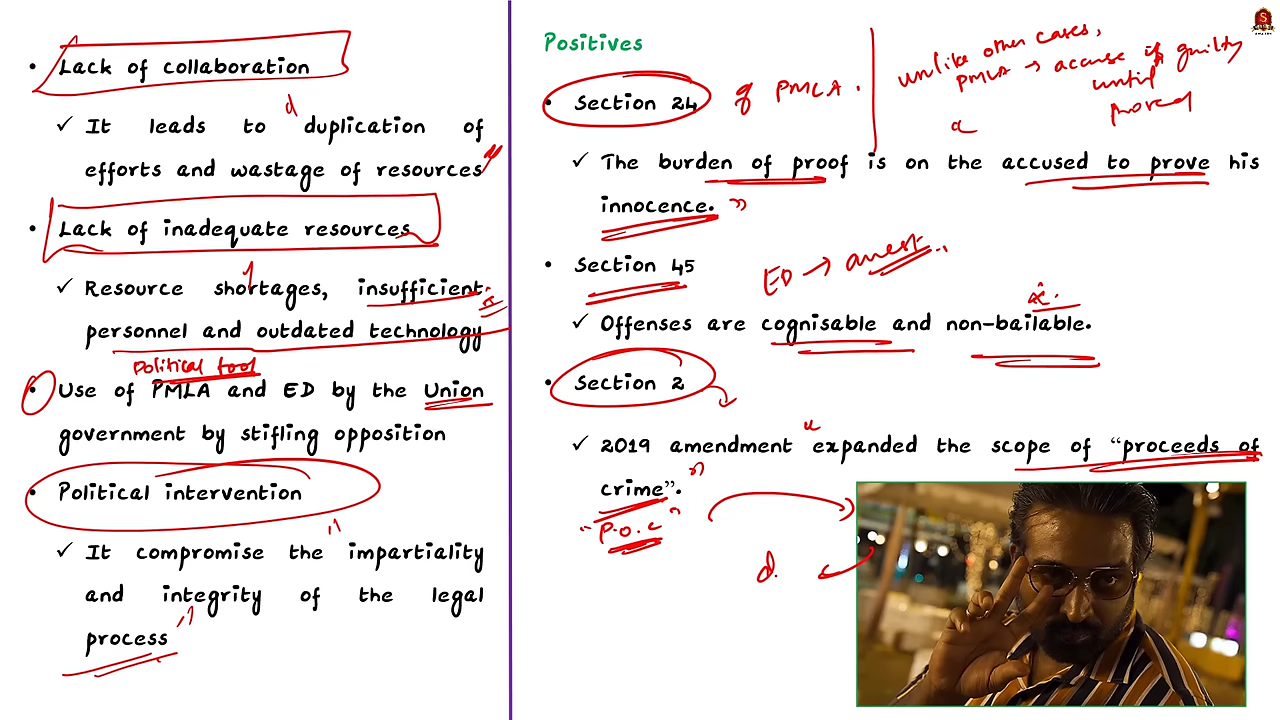 • Lack of collaboration
✓ It leads to duplication of
efforts and wastage of resources
• Lack of inadequate resources
✓ Resource shortages, insufficient
personnel and outdated technology
Political tool
• Use of PMLA and ED by the Union
government by stifling opposition
• Political intervention
✓ It compromise the impartiality
and integrity of the legal
process
Positives
• Section 24 of PMLA.
unlike other cases,
PMLA → accuse is guilty
until
proved
✓ The burden of proof is on the accused to prove his
innocence.
• Section 45
ED → arrest
✓ Offenses are cognisable and non-bailable.
• Section 2
✓ 2019 amendment expanded the scope of “proceeds of
crime”.
"P.O.C"